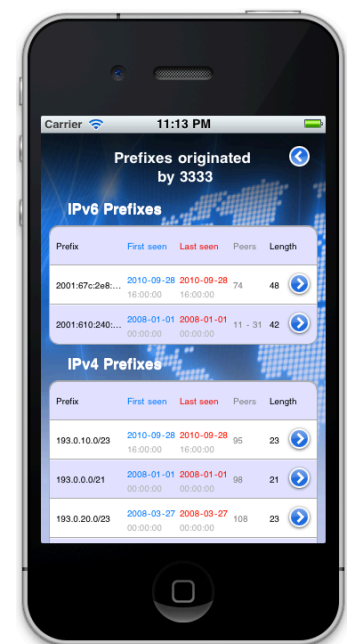 Carrier 11:13 PM
Prefixes originated
by 3333
IPv6 Prefixes
Prefix First seen Last seen Peers Length
2001:67c:2e8:... 2010-09-28 2010-09-28 74 48
16:00:00 16:00:00
2001:610:240:... 2008-01-01 2008-01-01 11 - 31 42
00:00:00 00:00:00
IPv4 Prefixes
Prefix First seen Last seen Peers Length
193.0.10.0/23 2010-09-28 2010-09-28 95 23
16:00:00 16:00:00
193.0.0.0/21 2008-01-01 2008-01-01 98 21
00:00:00 00:00:00
193.0.20.0/23 2008-03-27 2008-03-27 108 23
00:00:00 00:00:00